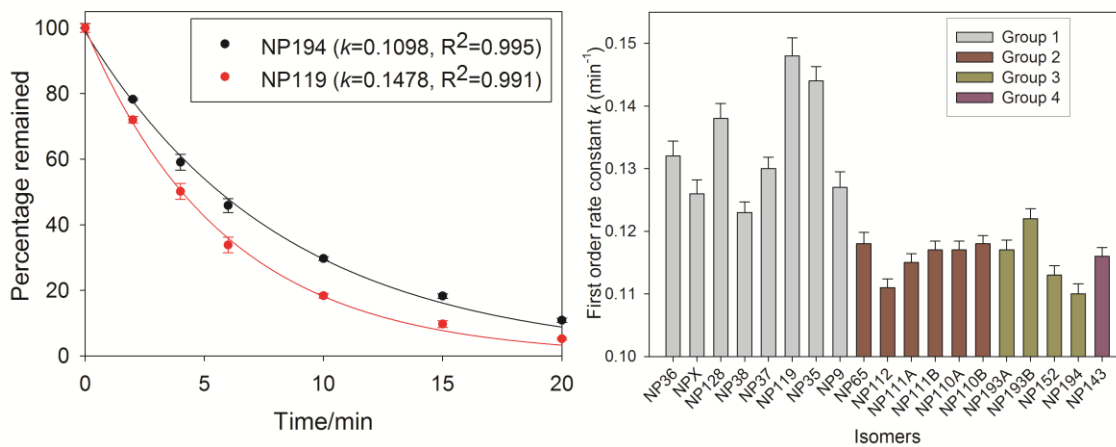 NP194 (k=0.1098, R²=0.995)
NP119 (k=0.1478, R²=0.991)
Percentage remained
100
80
60
40
20
0
0 5 10 15 20
Time/min
Group 1
Group 2
Group 3
Group 4
First order rate constant k (min⁻¹)
0.15
0.14
0.13
0.12
0.11
0.10
NP36 NPX NP128 NP38 NP37 NP119 NP35 NP9 NP65 NP112 NP111A NP111B NP110A NP110B NP193A NP193B NP152 NP194 NP143
Isomers